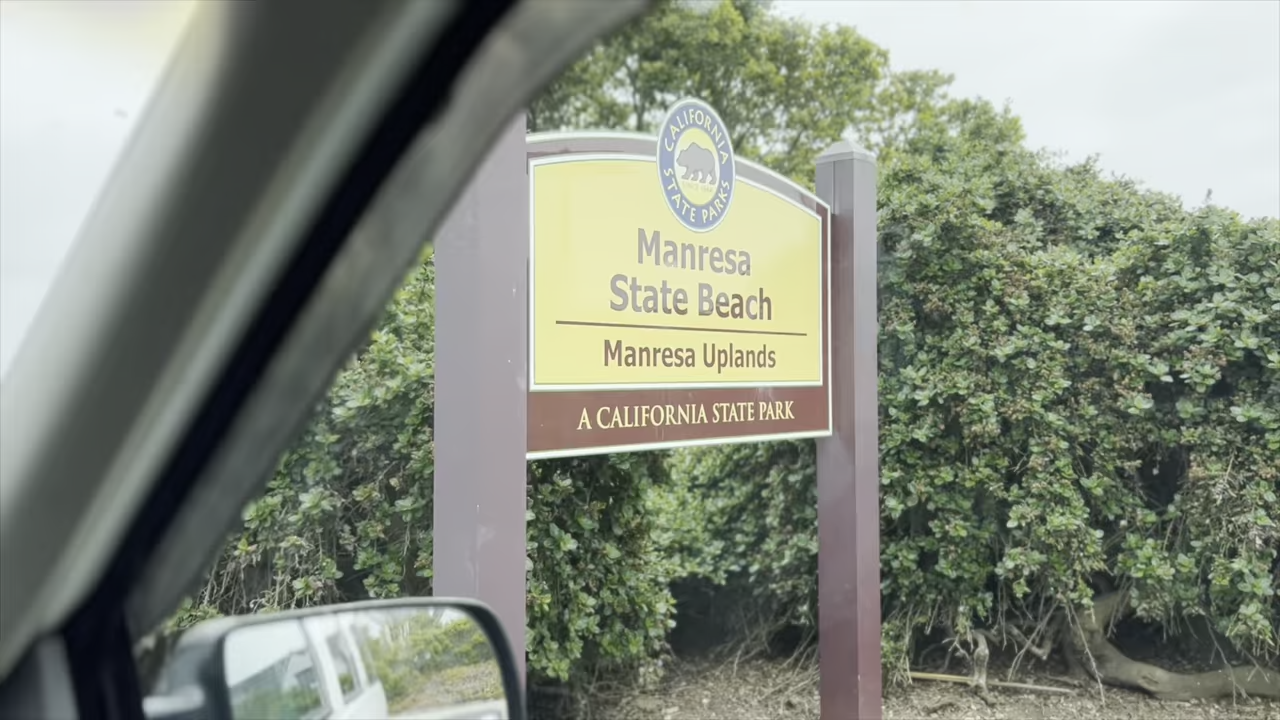 CALIFORNIA
STATE PARKS
Manresa
State Beach
Manresa Uplands
A CALIFORNIA STATE PARK